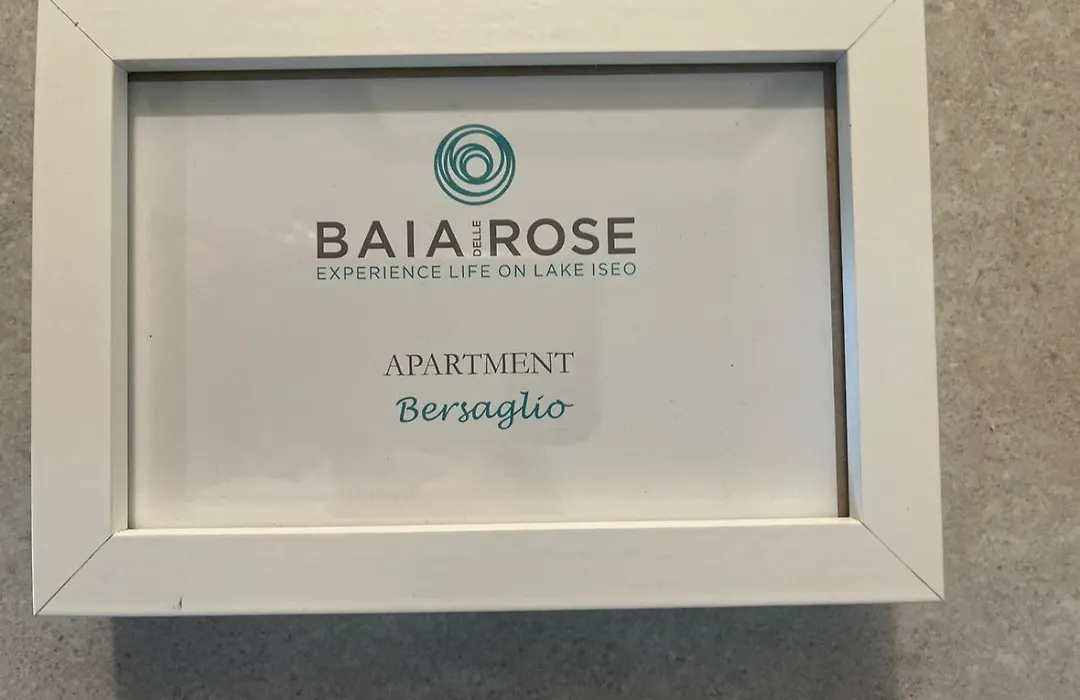 BAIA DELLE ROSE
EXPERIENCE LIFE ON LAKE ISEO
APARTMENT
Bersaglio